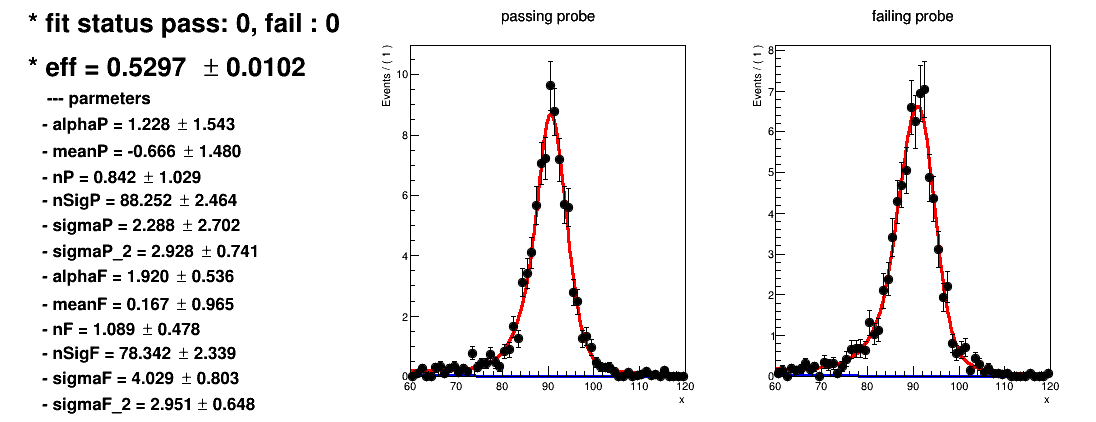 * fit status pass: 0, fail : 0
* eff = 0.5297 ± 0.0102
--- parmeters
- alphaP = 1.228 ± 1.543
- meanP = -0.666 ± 1.480
- nP = 0.842 ± 1.029
- nSigP = 88.252 ± 2.464
- sigmaP = 2.288 ± 2.702
- sigmaP_2 = 2.928 ± 0.741
- alphaF = 1.920 ± 0.536
- meanF = 0.167 ± 0.965
- nF = 1.089 ± 0.478
- nSigF = 78.342 ± 2.339
- sigmaF = 4.029 ± 0.803
- sigmaF_2 = 2.951 ± 0.648
passing probe
Events / ( 1 )
10
8
6
4
2
0
60 70 80 90 100 110 120
x
failing probe
Events / ( 1 )
8
7
6
5
4
3
2
1
0
60 70 80 90 100 110 120
x